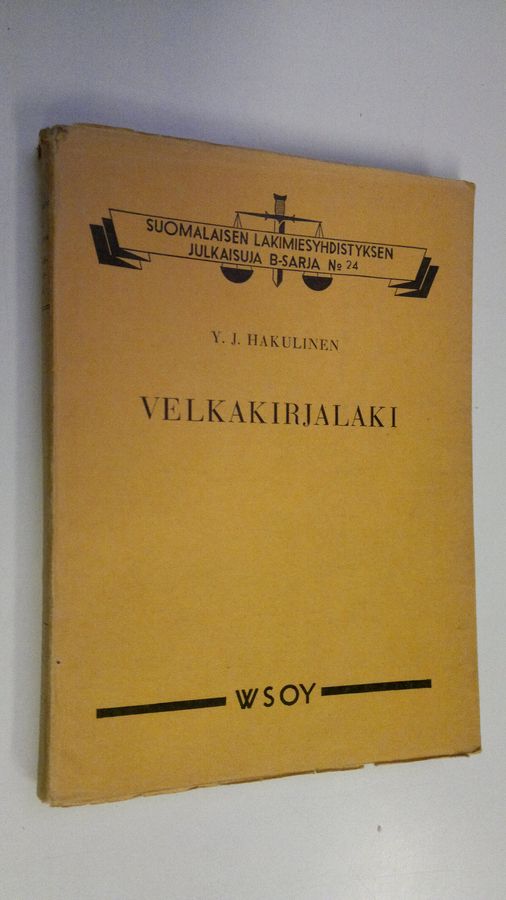 SUOMALAISEN LAKIMIESYHDISTYKSEN
JULKAISUJA B-SARJA No 24
Y. J. HAKULINEN
VELKAKIRJALAKI
WSOY